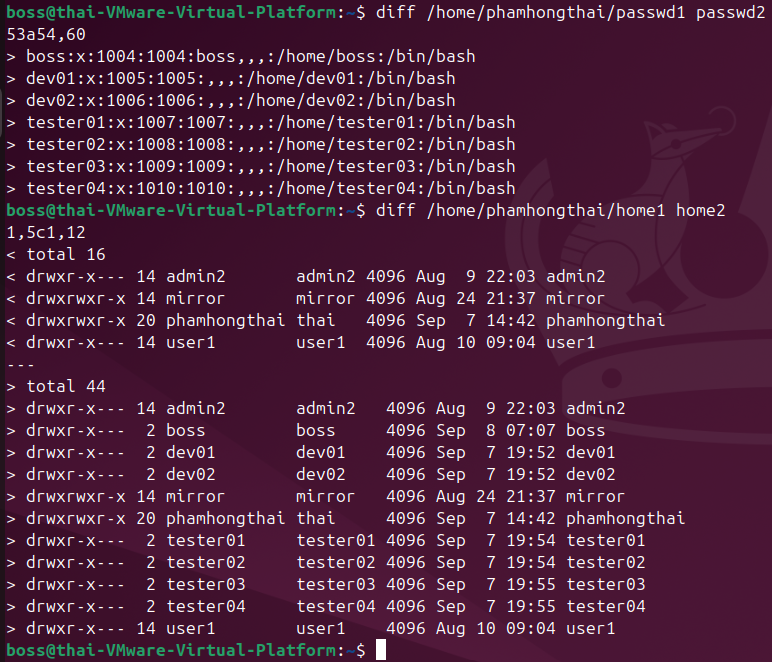 boss@thai-VMware-Virtual-Platform:~$ diff /home/phamhongthai/passwd1 passwd2
53a54,60
> boss:x:1004:1004:boss,,,:/home/boss:/bin/bash
> dev01:x:1005:1005:,,,:/home/dev01:/bin/bash
> dev02:x:1006:1006:,,,:/home/dev02:/bin/bash
> tester01:x:1007:1007:,,,:/home/tester01:/bin/bash
> tester02:x:1008:1008:,,,:/home/tester02:/bin/bash
> tester03:x:1009:1009:,,,:/home/tester03:/bin/bash
> tester04:x:1010:1010:,,,:/home/tester04:/bin/bash
boss@thai-VMware-Virtual-Platform:~$ diff /home/phamhongthai/home1 home2
1,5c1,12
< total 16
< drwxr-x--- 14 admin2       admin2 4096 Aug  9 22:03 admin2
< drwxrwxr-x 14 mirror       mirror 4096 Aug 24 21:37 mirror
< drwxrwxr-x 20 phamhongthai thai   4096 Sep  7 14:42 phamhongthai
< drwxr-x--- 14 user1        user1  4096 Aug 10 09:04 user1
---
> total 44
> drwxr-x--- 14 admin2       admin2   4096 Aug  9 22:03 admin2
> drwxr-x---  2 boss         boss     4096 Sep  8 07:07 boss
> drwxr-x---  2 dev01        dev01    4096 Sep  7 19:52 dev01
> drwxr-x---  2 dev02        dev02    4096 Sep  7 19:52 dev02
> drwxrwxr-x 14 mirror       mirror   4096 Aug 24 21:37 mirror
> drwxrwxr-x 20 phamhongthai thai     4096 Sep  7 14:42 phamhongthai
> drwxr-x---  2 tester01     tester01 4096 Sep  7 19:54 tester01
> drwxr-x---  2 tester02     tester02 4096 Sep  7 19:54 tester02
> drwxr-x---  2 tester03     tester03 4096 Sep  7 19:55 tester03
> drwxr-x---  2 tester04     tester04 4096 Sep  7 19:55 tester04
> drwxr-x--- 14 user1        user1    4096 Aug 10 09:04 user1
boss@thai-VMware-Virtual-Platform:~$